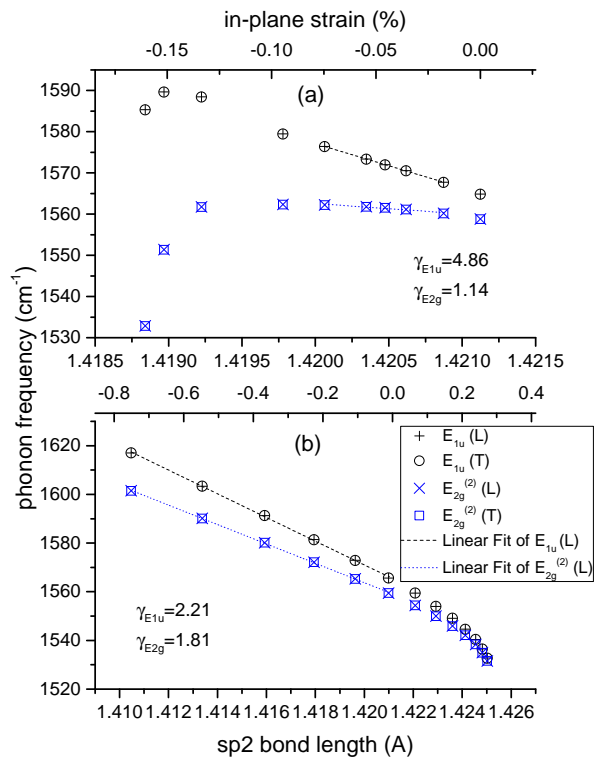 in-plane strain (%)
-0.15 -0.10 -0.05 0.00
(a)
1590
1580
1570
1560
1550
1540
1530
γE1u=4.86
γE2g=1.14
1.4185 1.4190 1.4195 1.4200 1.4205 1.4210 1.4215
phonon frequency (cm-1)
-0.8 -0.6 -0.4 -0.2 0.0 0.2 0.4
(b)
1620
1600
1580
1560
1540
1520
E1u (L)
E1u (T)
E2g(2) (L)
E2g(2) (T)
Linear Fit of E1u (L)
Linear Fit of E2g(2) (L)
γE1u=2.21
γE2g=1.81
1.410 1.412 1.414 1.416 1.418 1.420 1.422 1.424 1.426
sp2 bond length (A)